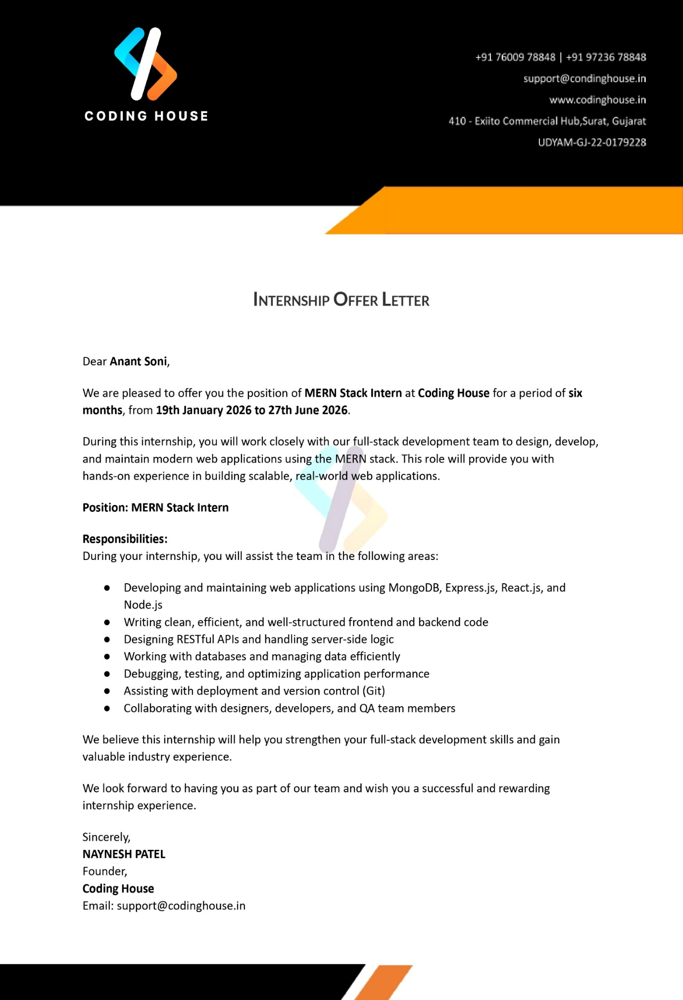 CODING HOUSE
+91 76009 78848 | +91 97236 78848
support@condinghouse.in
www.codinghouse.in
410 - Exiito Commercial Hub,Surat, Gujarat
UDYAM-GJ-22-0179228
Internship Offer Letter
Dear Anant Soni,
We are pleased to offer you the position of MERN Stack Intern at Coding House for a period of six
months, from 19th January 2026 to 27th June 2026.
During this internship, you will work closely with our full-stack development team to design, develop,
and maintain modern web applications using the MERN stack. This role will provide you with
hands-on experience in building scalable, real-world web applications.
Position: MERN Stack Intern
Responsibilities:
During your internship, you will assist the team in the following areas:
● Developing and maintaining web applications using MongoDB, Express.js, React.js, and
Node.js
● Writing clean, efficient, and well-structured frontend and backend code
● Designing RESTful APIs and handling server-side logic
● Working with databases and managing data efficiently
● Debugging, testing, and optimizing application performance
● Assisting with deployment and version control (Git)
● Collaborating with designers, developers, and QA team members
We believe this internship will help you strengthen your full-stack development skills and gain
valuable industry experience.
We look forward to having you as part of our team and wish you a successful and rewarding
internship experience.
Sincerely,
NAYNESH PATEL
Founder,
Coding House
Email: support@codinghouse.in